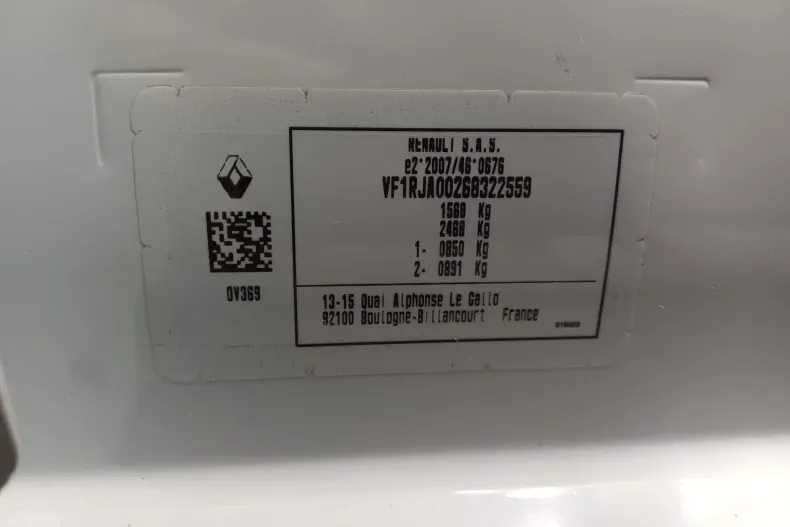 RENAULT S.A.S.
e2*2007/46*0676
VF1RJA00268322559
1568 Kg
2468 Kg
1- 0850 Kg
2- 0891 Kg
0V369
13-15 Quai Alphonse Le Gallo
92100 Boulogne-Billancourt France